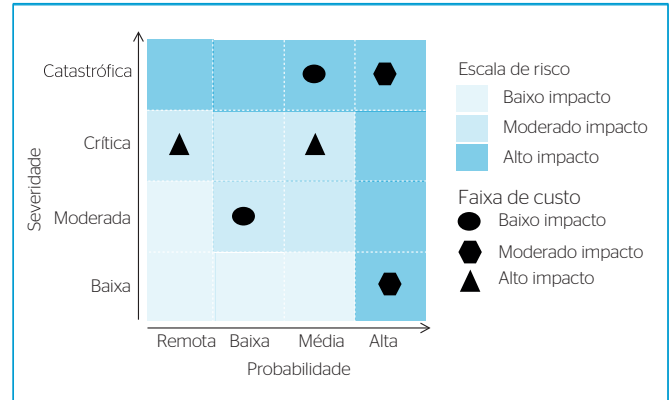 Catastrófica
Crítica
Moderada
Baixa
Severidade
Remota Baixa Média Alta
Probabilidade
Escala de risco
Baixo impacto
Moderado impacto
Alto impacto
Faixa de custo
Baixo impacto
Moderado impacto
Alto impacto